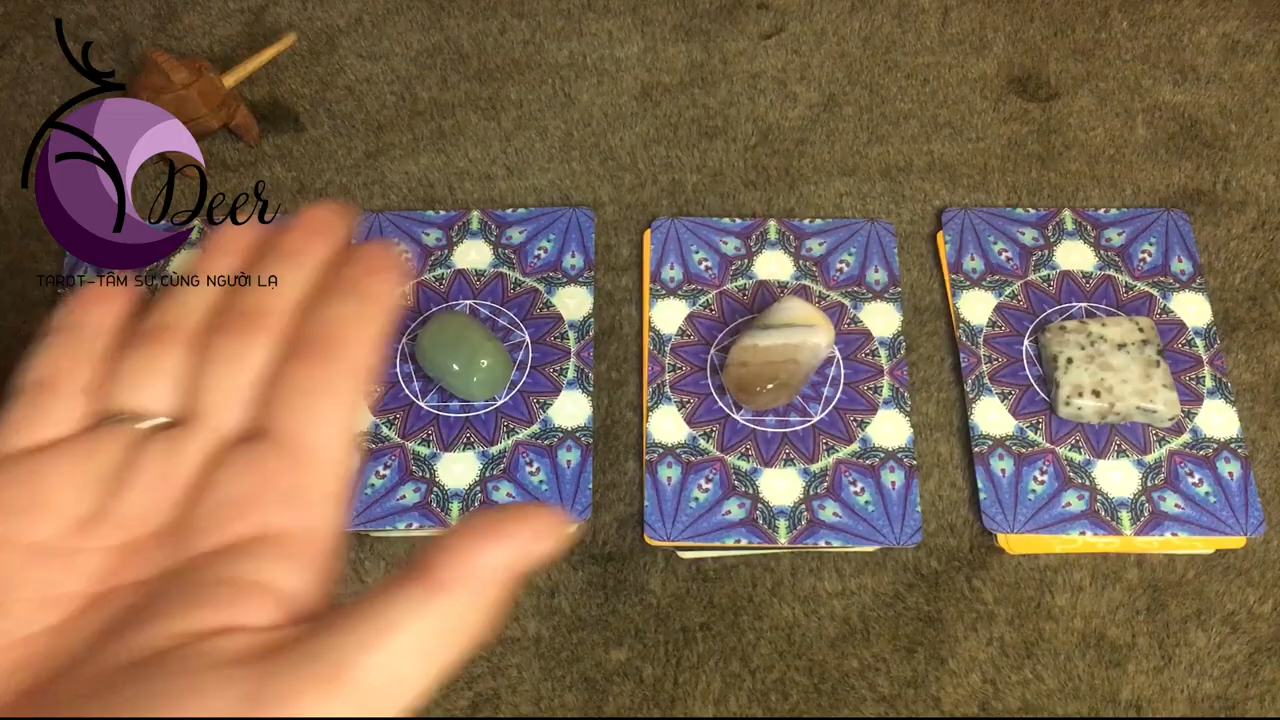 Deer
TAROT-TÂM SỰ CÙNG NGƯỜI LẠ